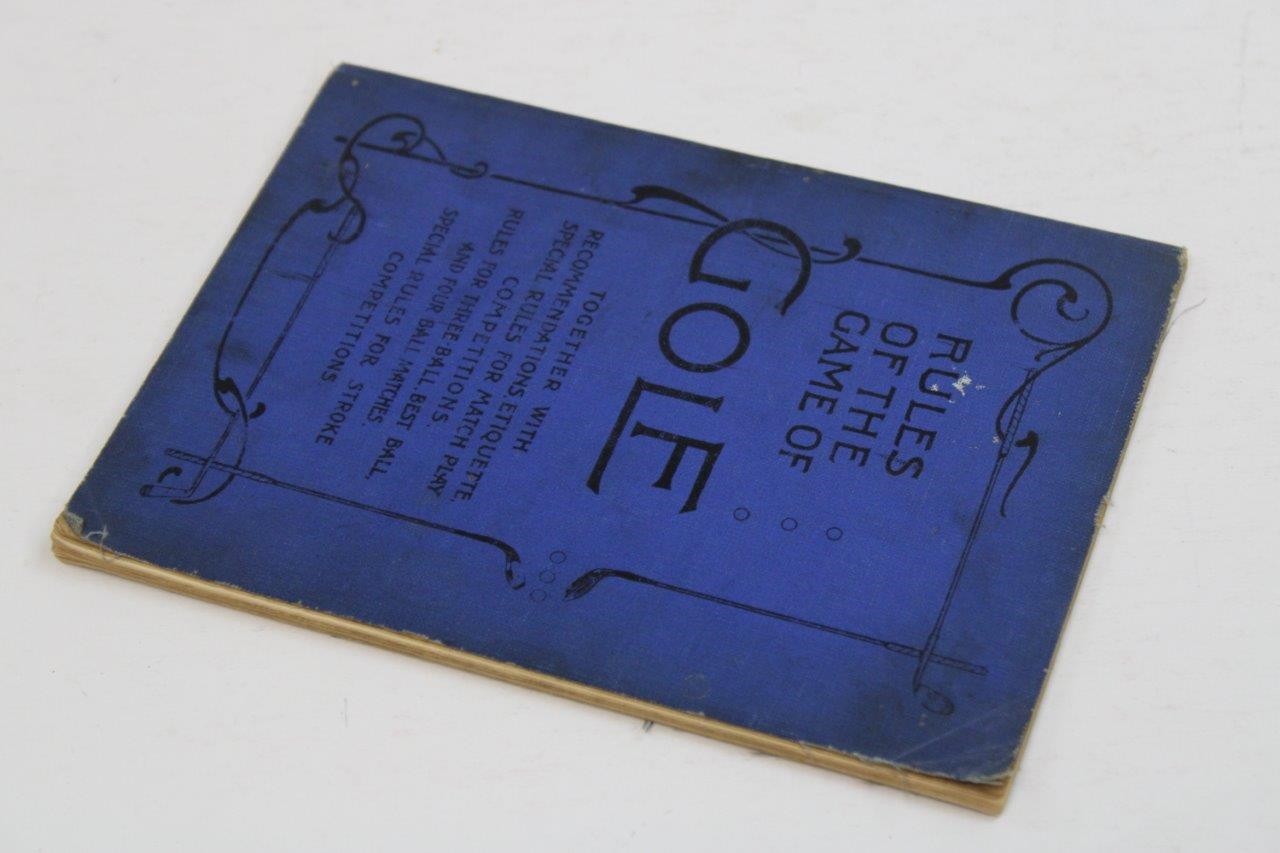 RULES
OF THE
GAME OF
GOLF
TOGETHER WITH
RECOMMENDATIONS ETIQUETTE,
SPECIAL RULES FOR MATCH PLAY
COMPETITIONS.
RULES FOR THREE-BALL, BEST BALL,
AND FOUR BALL MATCHES.
SPECIAL RULES FOR STROKE
COMPETITIONS.